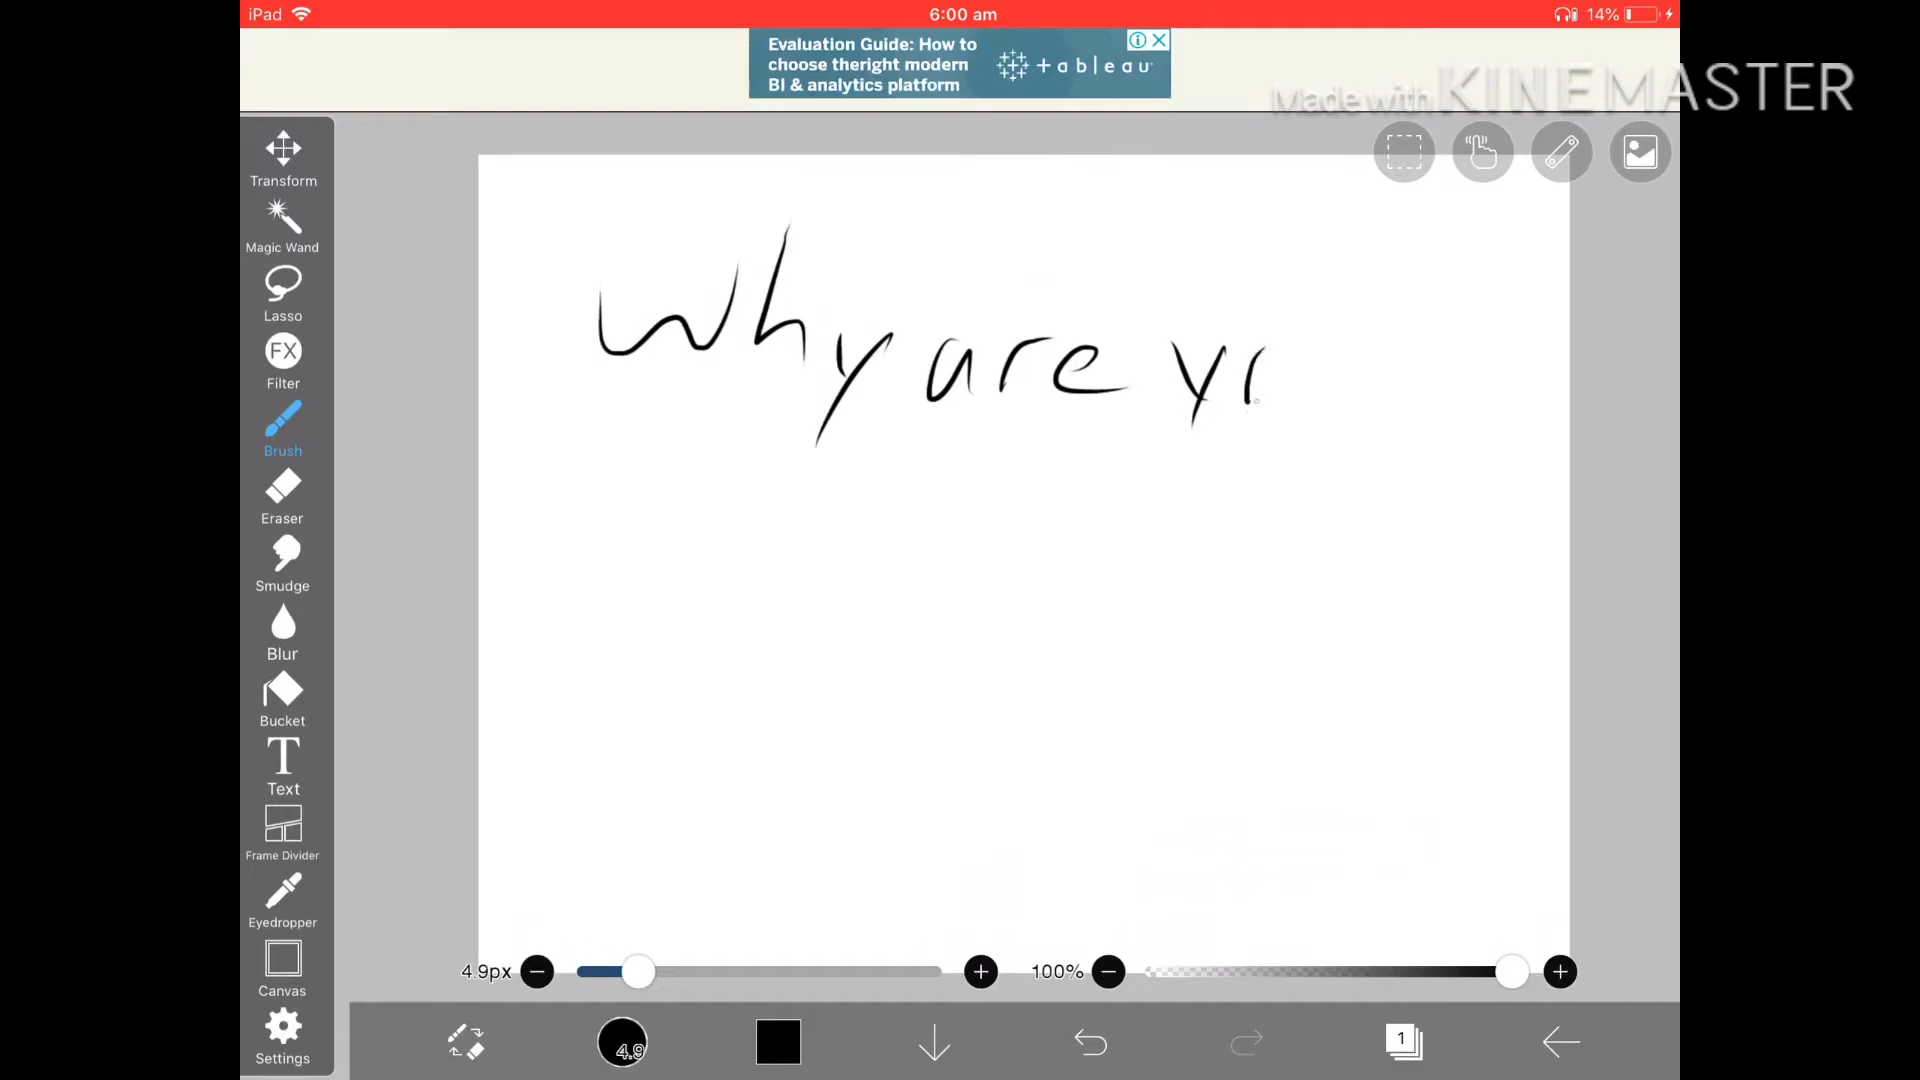 iPad 6:00 am 14%
Evaluation Guide: How to
choose theright modern
BI & analytics platform
+ableau
Made with KINEMASTER
Transform
Magic Wand
Lasso
FX
Filter
Brush
Eraser
Smudge
Blur
Bucket
T
Text
Frame Divider
Eyedropper
Canvas
Settings
Why are y
4.9px 100%
4.9
1